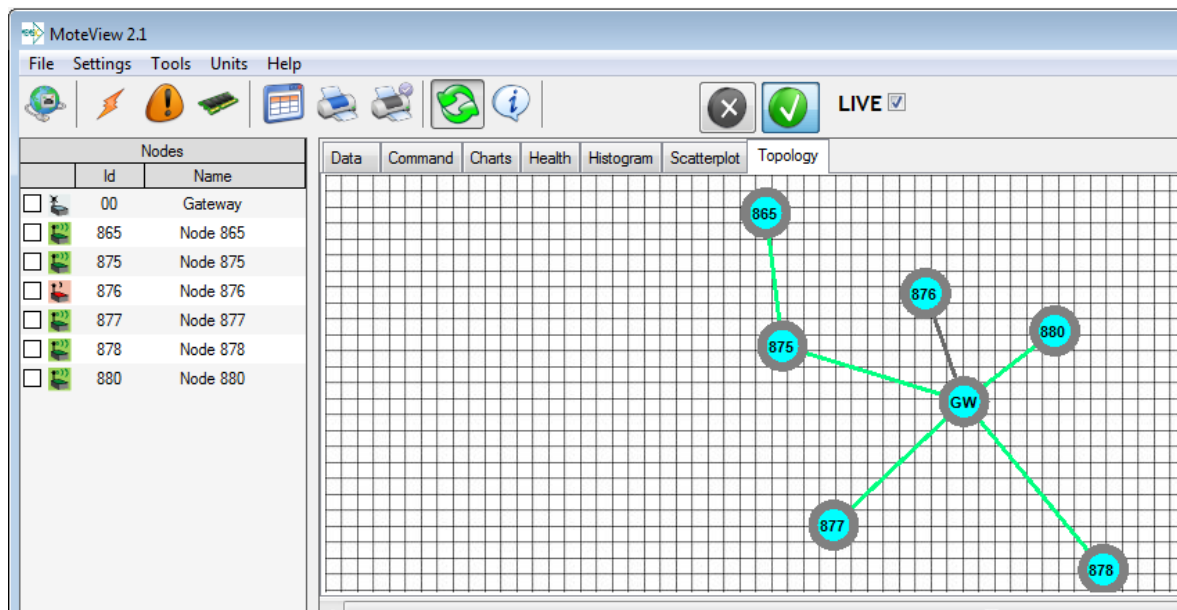 MoteView 2.1
File Settings Tools Units Help
LIVE
Nodes
Id Name
00 Gateway
865 Node 865
875 Node 875
876 Node 876
877 Node 877
878 Node 878
880 Node 880
Data Command Charts Health Histogram Scatterplot Topology
865
876
880
875
GW
877
878